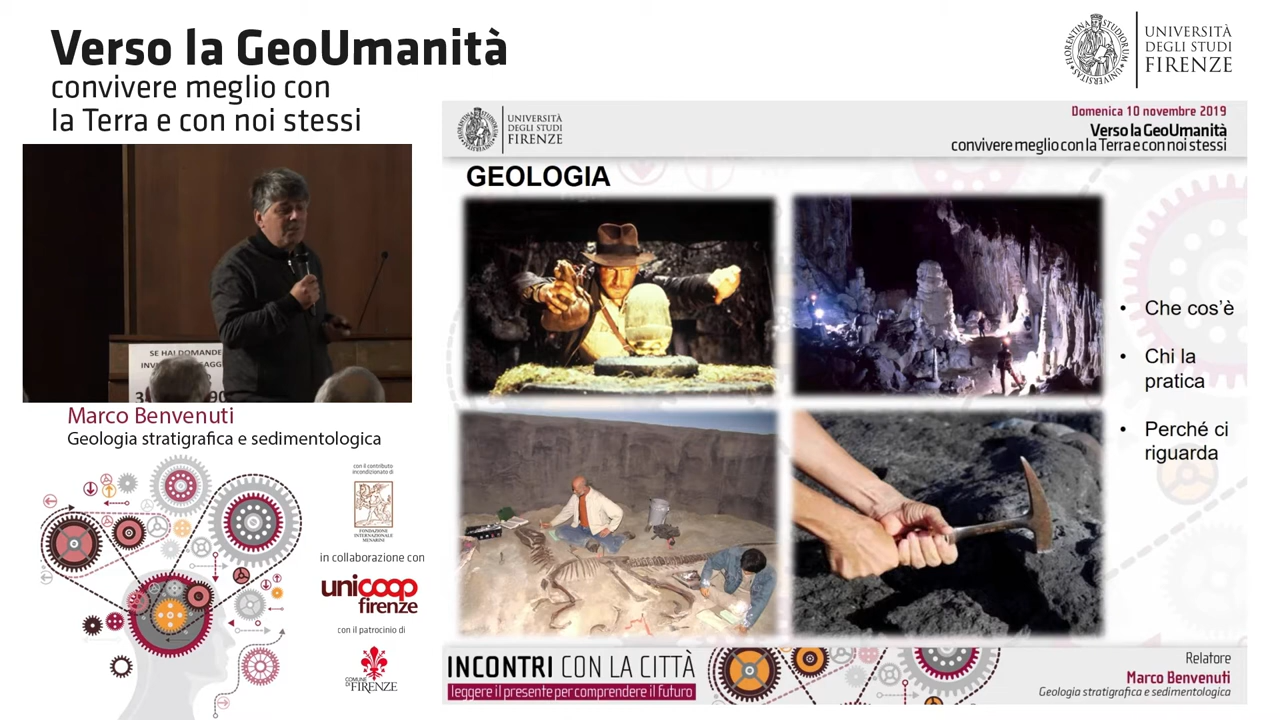 Verso la GeoUmanità
convivere meglio con
la Terra e con noi stessi
UNIVERSITÀ
DEGLI STUDI
FIRENZE
UNIVERSITÀ
DEGLI STUDI
FIRENZE
Domenica 10 novembre 2019
Verso la GeoUmanità
convivere meglio con la Terra e con noi stessi
GEOLOGIA
• Che cos'è
• Chi la
pratica
• Perché ci
riguarda
SE HAI DOMANDE
Marco Benvenuti
Geologia stratigrafica e sedimentologica
con il contributo
incondizionato di
FONDAZIONE
INTERNAZIONALE
MENARINI
in collaborazione con
unicoop
firenze
con il patrocinio di
COMUNE
DI FIRENZE
INCONTRI CON LA CITTÀ
leggere il presente per comprendere il futuro
Relatore
Marco Benvenuti
Geologia stratigrafica e sedimentologica